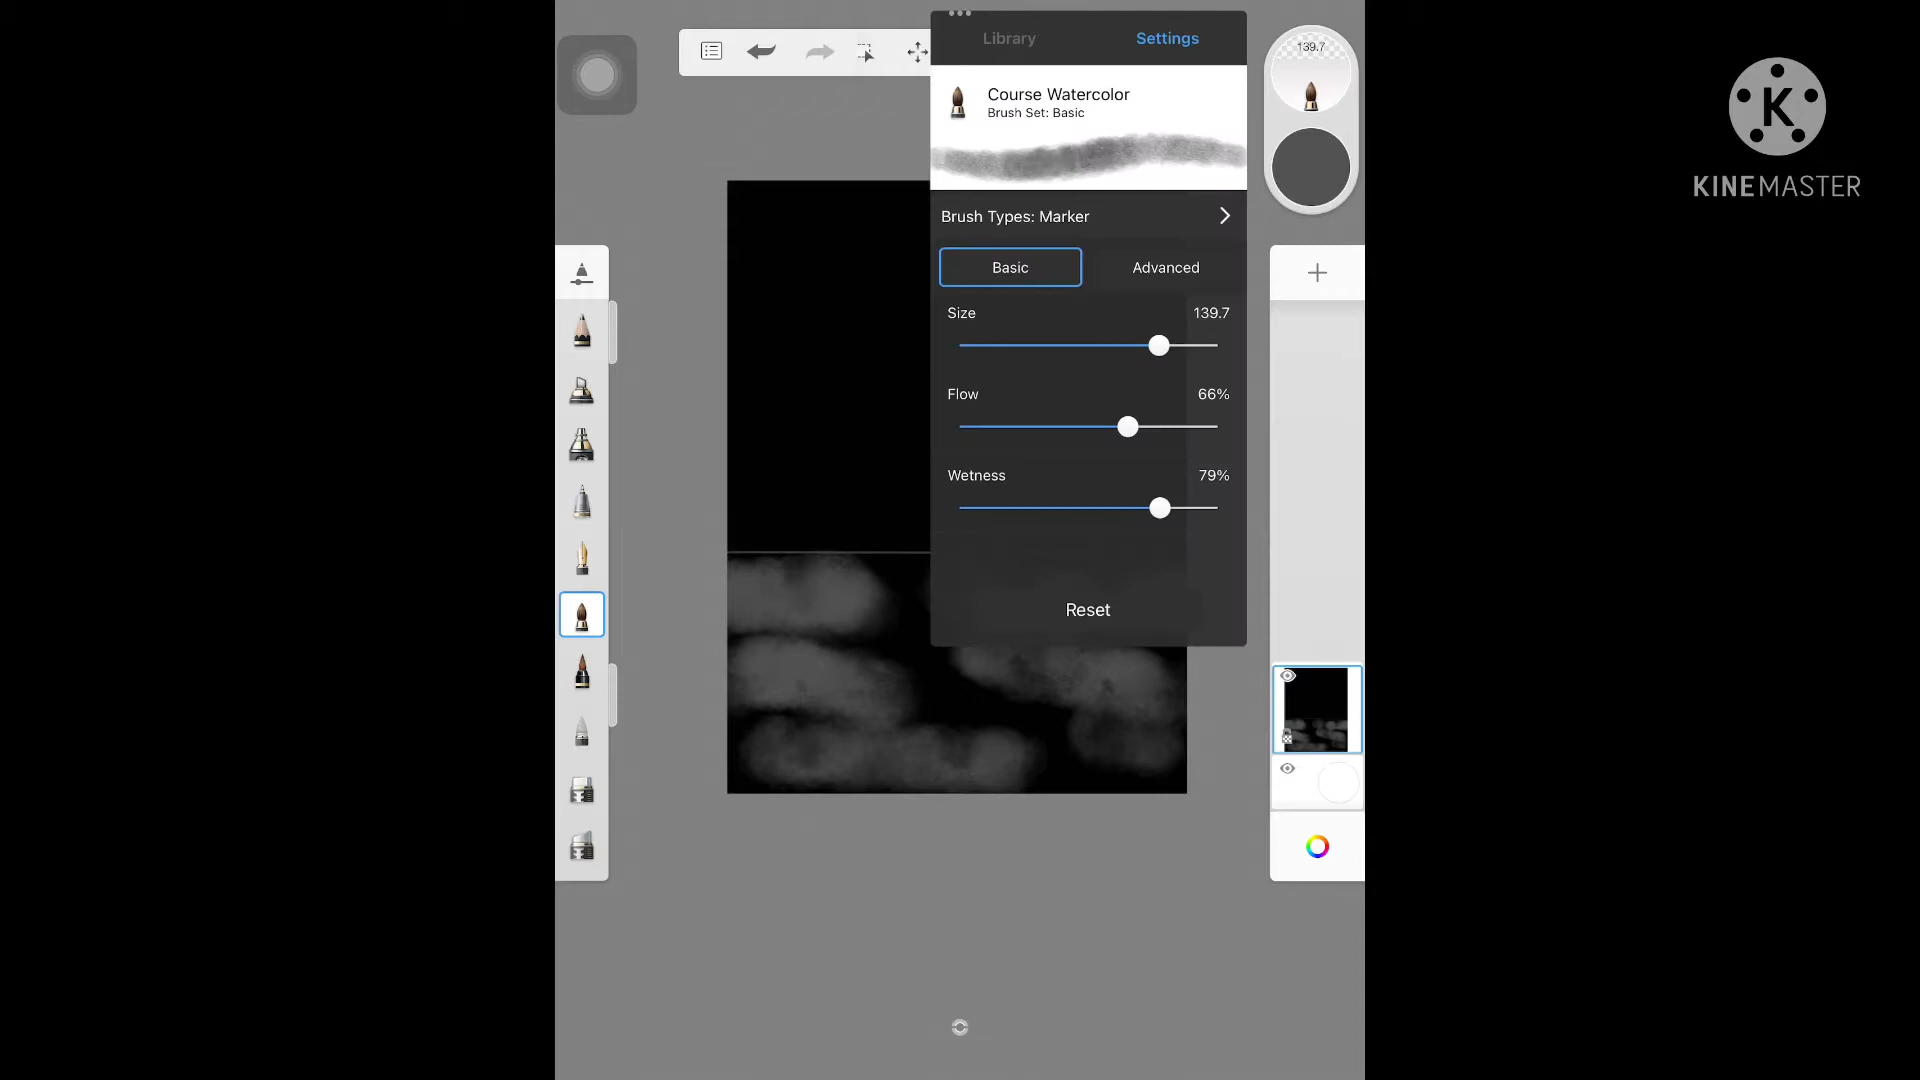 Library
Settings
139.7
Course Watercolor
Brush Set: Basic
K
KINEMASTER
Brush Types: Marker
Basic
Advanced
Size
139.7
Flow
66%
Wetness
79%
Reset